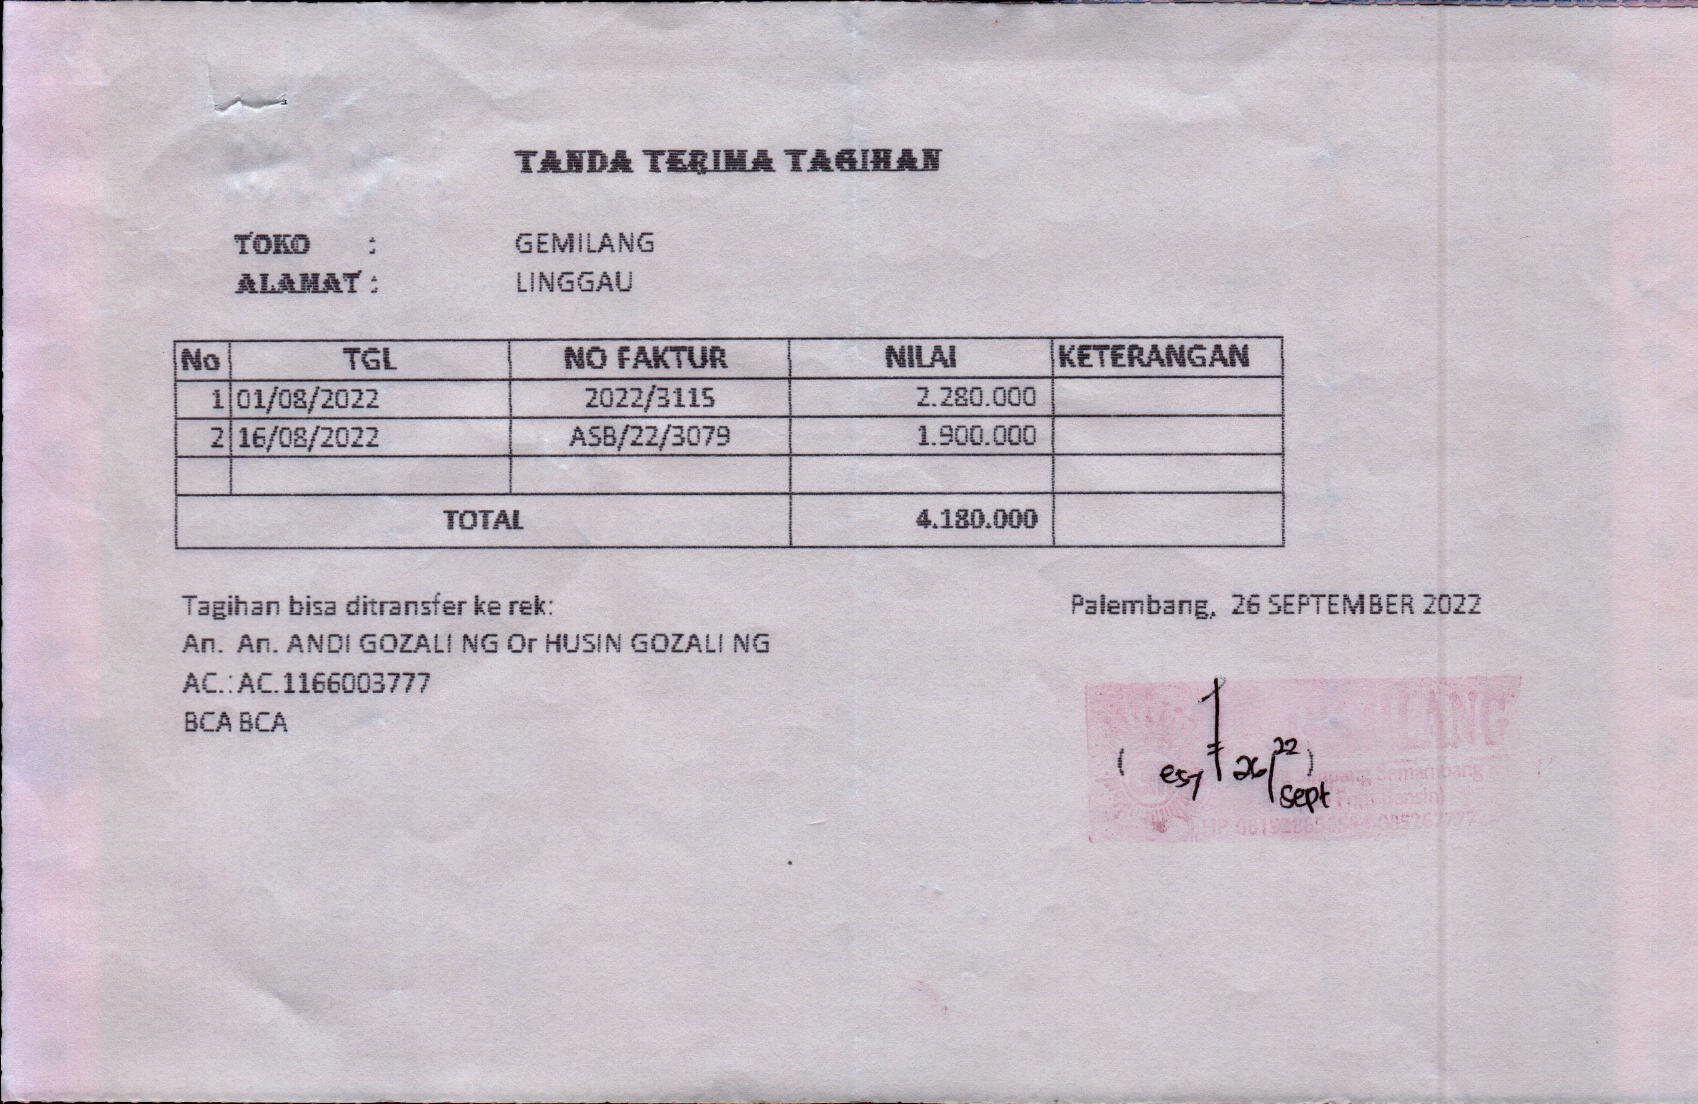 TANDA TERIMA TAGIHAN
TOKO : GEMILANG
ALAMAT : LINGGAU
No TGL NO FAKTUR NILAI KETERANGAN
1 01/08/2022 2022/3115 2.280.000
2 16/08/2022 ASB/22/3079 1.900.000
TOTAL 4.180.000
Tagihan bisa ditransfer ke rek:
Palembang, 26 SEPTEMBER 2022
An. An. ANDI GOZALI NG Or HUSIN GOZALI NG
AC.: AC.1166003777
BCA BCA
( 26/22 )
Sept
Semambang